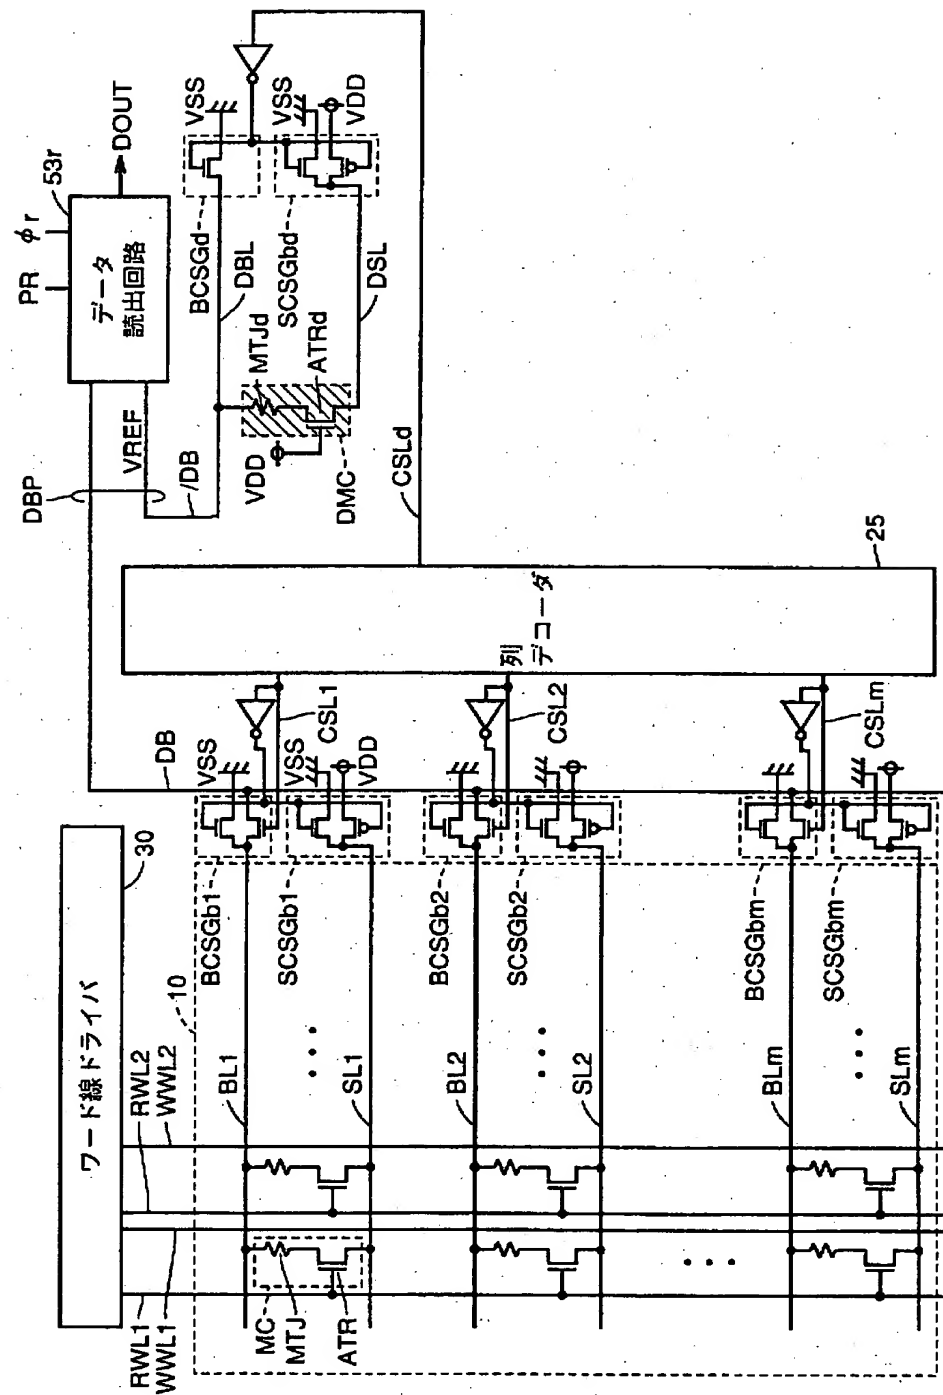 PR
φr
53r
データ
読出回路
DOUT
DBP
VREF
/DB
VDD
DMC
MTJd
ATRd
DBL
DSL
BCSGd
SCSGbd
VSS
VSS
VDD
CSLd
25
列
デコーダ
DB
VSS
VSS
VDD
CSL1
CSL2
CSLm
30
ワード線ドライバ
10
BCSGb1
SCSGb1
BCSGb2
SCSGb2
BCSGbm
SCSGbm
RWL2
WWL2
BL1
SL1
BL2
SL2
BLm
SLm
RWL1
WWL1
MC
MTJ
ATR